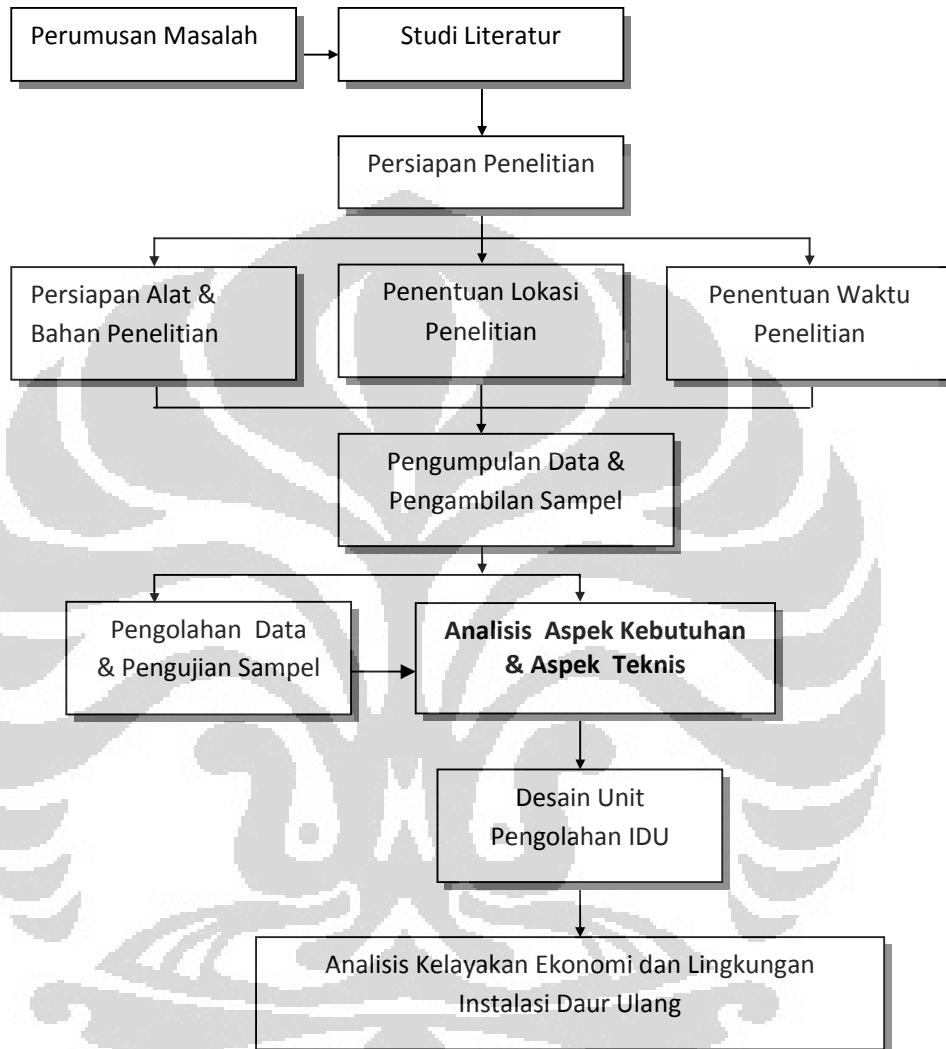 Perumusan Masalah
Studi Literatur
Persiapan Penelitian
Persiapan Alat &
Bahan Penelitian
Penentuan Lokasi
Penelitian
Penentuan Waktu
Penelitian
Pengumpulan Data &
Pengambilan Sampel
Pengolahan Data
& Pengujian Sampel
Analisis Aspek Kebutuhan
& Aspek Teknis
Desain Unit
Pengolahan IDU
Analisis Kelayakan Ekonomi dan Lingkungan
Instalasi Daur Ulang